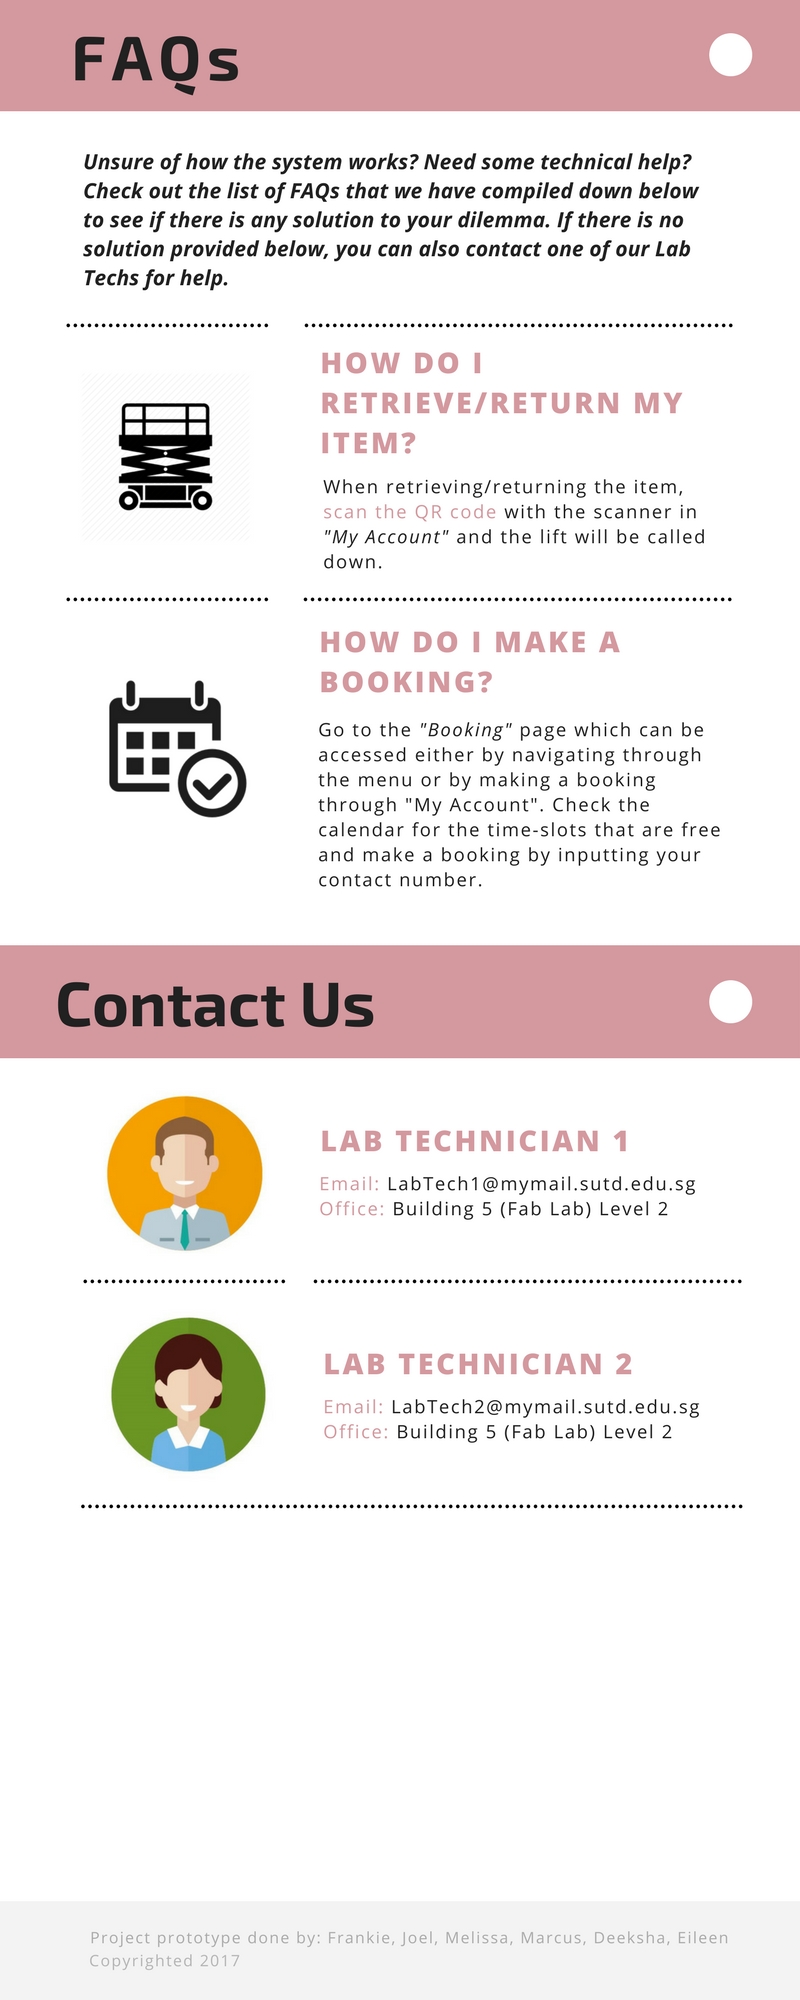 FAQs
Unsure of how the system works? Need some technical help?
Check out the list of FAQs that we have compiled down below
to see if there is any solution to your dilemma. If there is no
solution provided below, you can also contact one of our Lab
Techs for help.
HOW DO I
RETRIEVE/RETURN MY
ITEM?
When retrieving/returning the item,
scan the QR code with the scanner in
"My Account" and the lift will be called
down.
HOW DO I MAKE A
BOOKING?
Go to the "Booking" page which can be
accessed either by navigating through
the menu or by making a booking
through "My Account". Check the
calendar for the time-slots that are free
and make a booking by inputting your
contact number.
Contact Us
LAB TECHNICIAN 1
Email: LabTech1@mymail.sutd.edu.sg
Office: Building 5 (Fab Lab) Level 2
LAB TECHNICIAN 2
Email: LabTech2@mymail.sutd.edu.sg
Office: Building 5 (Fab Lab) Level 2
Project prototype done by: Frankie, Joel, Melissa, Marcus, Deeksha, Eileen
Copyrighted 2017